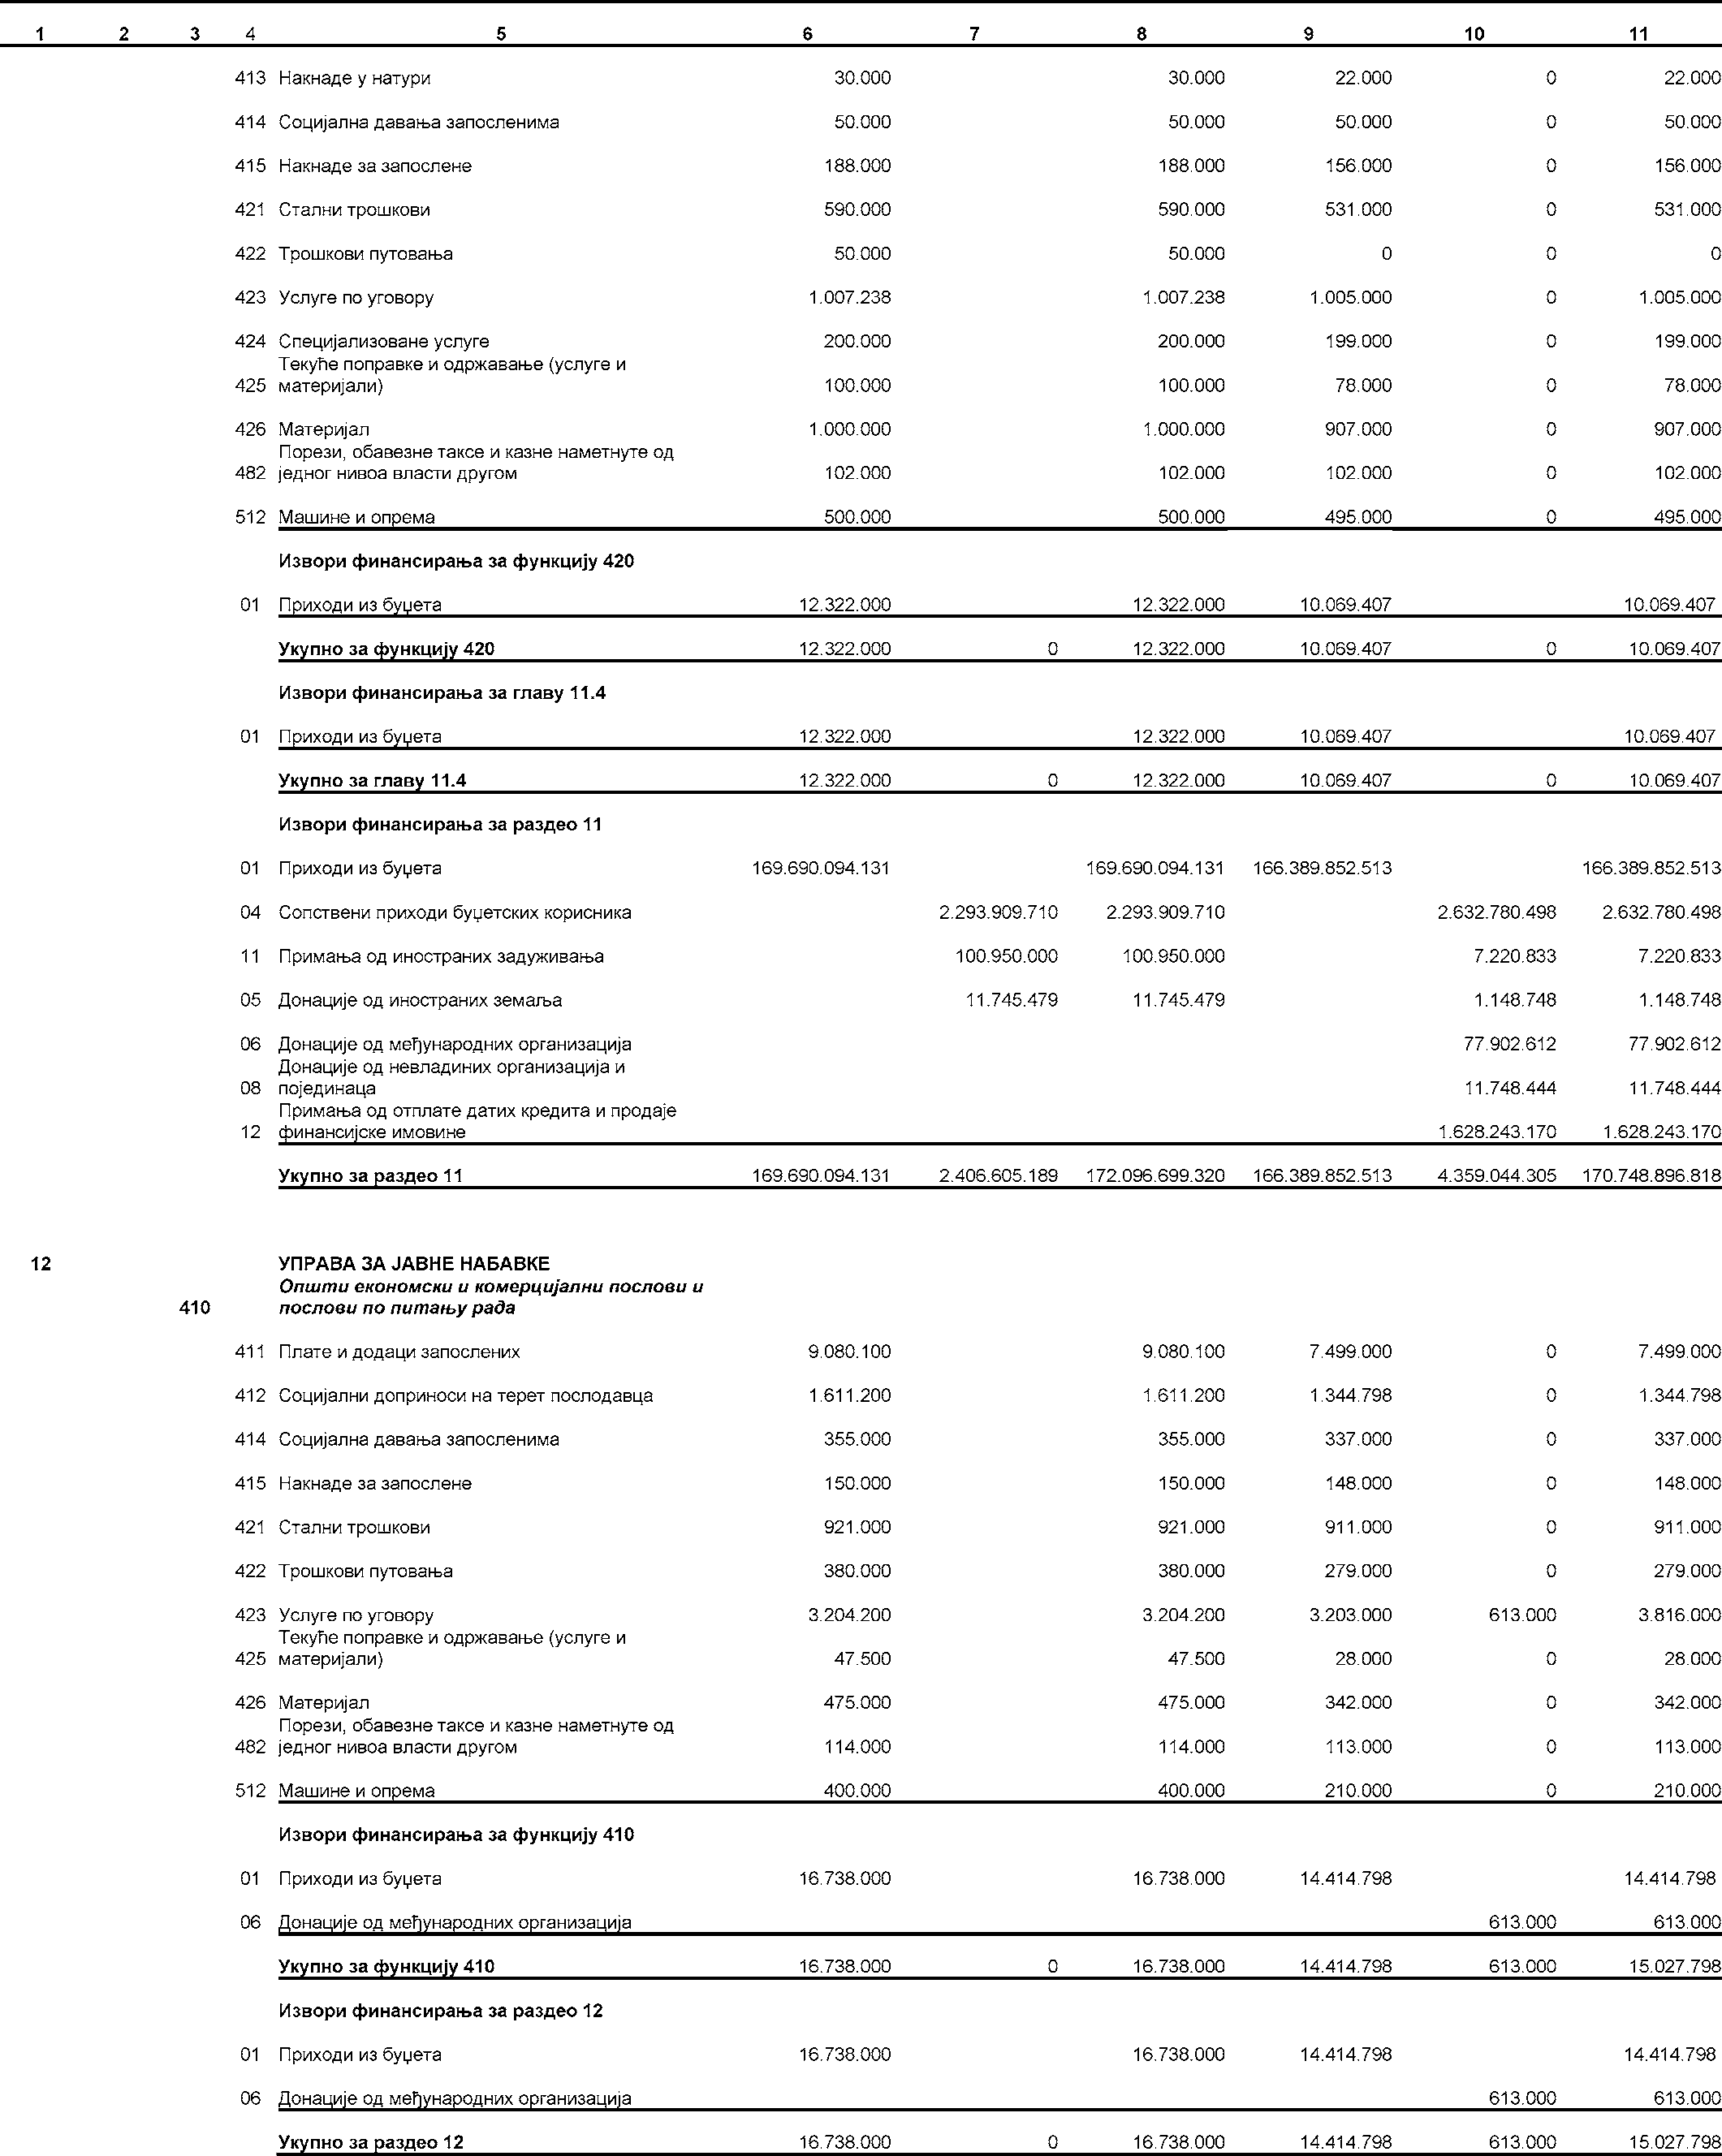 1 2 3 4 5 6 7 8 9 10 11
413 Накнаде у натури 30.000 30.000 22.000 0 22.000
414 Социјална давања запосленима 50.000 50.000 50.000 0 50.000
415 Накнаде за запослене 188.000 188.000 156.000 0 156.000
421 Стални трошкови 590.000 590.000 531.000 0 531.000
422 Трошкови путовања 50.000 50.000 0 0 0
423 Услуге по уговору 1.007.238 1.007.238 1.005.000 0 1.005.000
424 Специјализоване услуге 200.000 200.000 199.000 0 199.000
Текуће поправке и одржавање (услуге и
425 материјали) 100.000 100.000 78.000 0 78.000
426 Материјал 1.000.000 1.000.000 907.000 0 907.000
Порези, обавезне таксе и казне наметнуте од
482 једног нивоа власти другом 102.000 102.000 102.000 0 102.000
512 Машине и опрема 500.000 500.000 495.000 0 495.000
Извори финансирања за функцију 420
01 Приходи из буџета 12.322.000 12.322.000 10.069.407 10.069.407
Укупно за функцију 420 12.322.000 0 12.322.000 10.069.407 0 10.069.407
Извори финансирања за главу 11.4
01 Приходи из буџета 12.322.000 12.322.000 10.069.407 10.069.407
Укупно за главу 11.4 12.322.000 0 12.322.000 10.069.407 0 10.069.407
Извори финансирања за раздео 11
01 Приходи из буџета 169.690.094.131 169.690.094.131 166.389.852.513 166.389.852.513
04 Сопствени приходи буџетских корисника 2.293.909.710 2.293.909.710 2.632.780.498 2.632.780.498
11 Примања од иностраних задуживања 100.950.000 100.950.000 7.220.833 7.220.833
05 Донације од иностраних земаља 11.745.479 11.745.479 1.148.748 1.148.748
06 Донације од међународних организација 77.902.612 77.902.612
Донације од невладиних организација и
08 појединаца 11.748.444 11.748.444
Примања од отплате датих кредита и продаје
12 финансијске имовине 1.628.243.170 1.628.243.170
Укупно за раздео 11 169.690.094.131 2.406.605.189 172.096.699.320 166.389.852.513 4.359.044.305 170.748.896.818
12 УПРАВА ЗА ЈАВНЕ НАБАВКЕ
Општи економски и комерцијални послови и
410 послови по питању рада
411 Плате и додаци запослених 9.080.100 9.080.100 7.499.000 0 7.499.000
412 Социјални доприноси на терет послодавца 1.611.200 1.611.200 1.344.798 0 1.344.798
414 Социјална давања запосленима 355.000 355.000 337.000 0 337.000
415 Накнаде за запослене 150.000 150.000 148.000 0 148.000
421 Стални трошкови 921.000 921.000 911.000 0 911.000
422 Трошкови путовања 380.000 380.000 279.000 0 279.000
423 Услуге по уговору 3.204.200 3.204.200 3.203.000 613.000 3.816.000
Текуће поправке и одржавање (услуге и
425 материјали) 47.500 47.500 28.000 0 28.000
426 Материјал 475.000 475.000 342.000 0 342.000
Порези, обавезне таксе и казне наметнуте од
482 једног нивоа власти другом 114.000 114.000 113.000 0 113.000
512 Машине и опрема 400.000 400.000 210.000 0 210.000
Извори финансирања за функцију 410
01 Приходи из буџета 16.738.000 16.738.000 14.414.798 14.414.798
06 Донације од међународних организација 613.000 613.000
Укупно за функцију 410 16.738.000 0 16.738.000 14.414.798 613.000 15.027.798
Извори финансирања за раздео 12
01 Приходи из буџета 16.738.000 16.738.000 14.414.798 14.414.798
06 Донације од међународних организација 613.000 613.000
Укупно за раздео 12 16.738.000 0 16.738.000 14.414.798 613.000 15.027.798